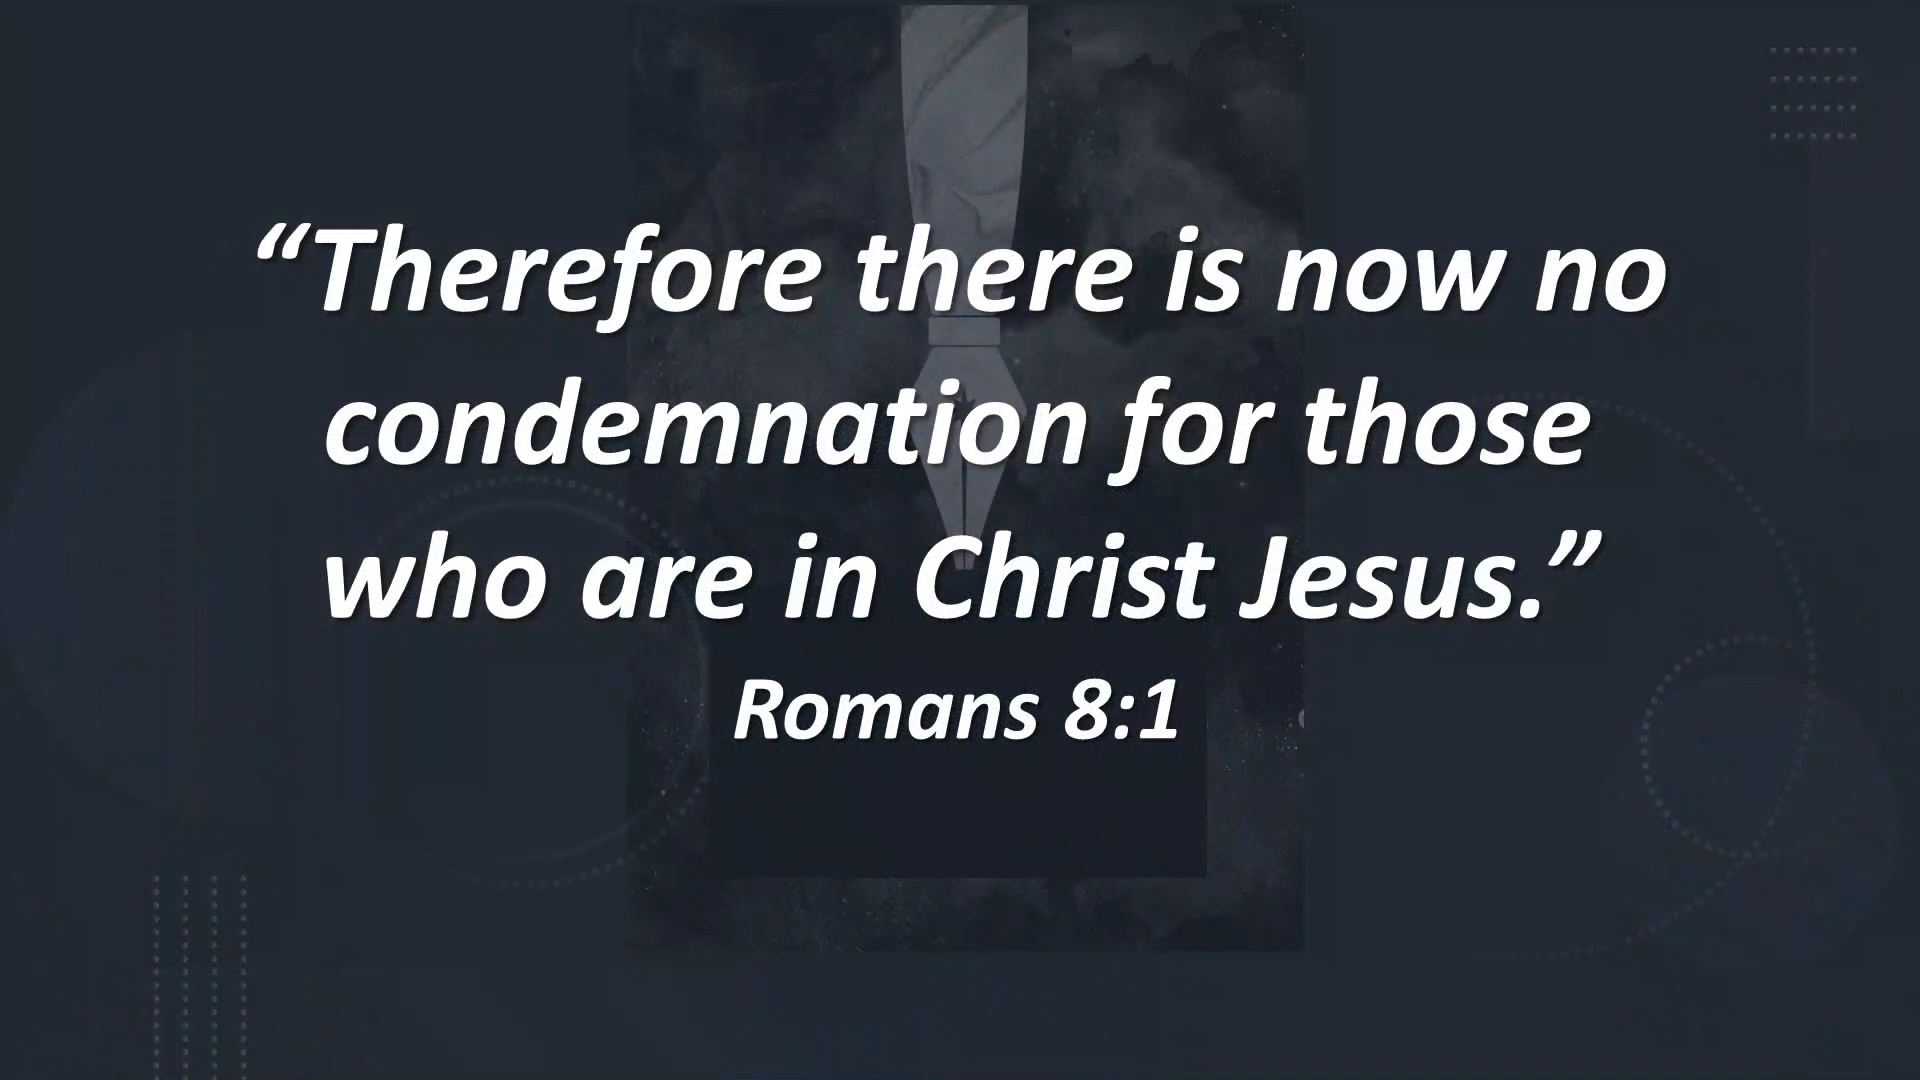 “Therefore there is now no
condemnation for those
who are in Christ Jesus.”
Romans 8:1